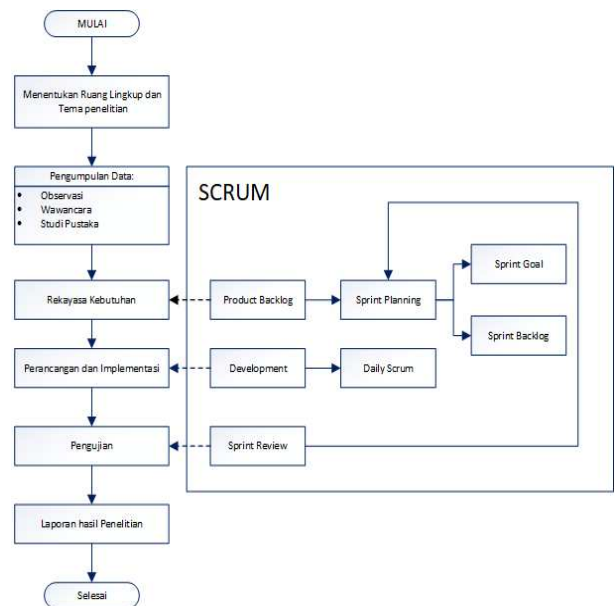 MULAI
Menentukan Ruang Lingkup dan
Tema penelitian
Pengumpulan Data:
• Observasi
• Wawancara
• Studi Pustaka
SCRUM
Sprint Goal
Rekayasa Kebutuhan
Product Backlog
Sprint Planning
Sprint Backlog
Perancangan dan Implementasi
Development
Daily Scrum
Pengujian
Sprint Review
Laporan hasil Penelitian
Selesai